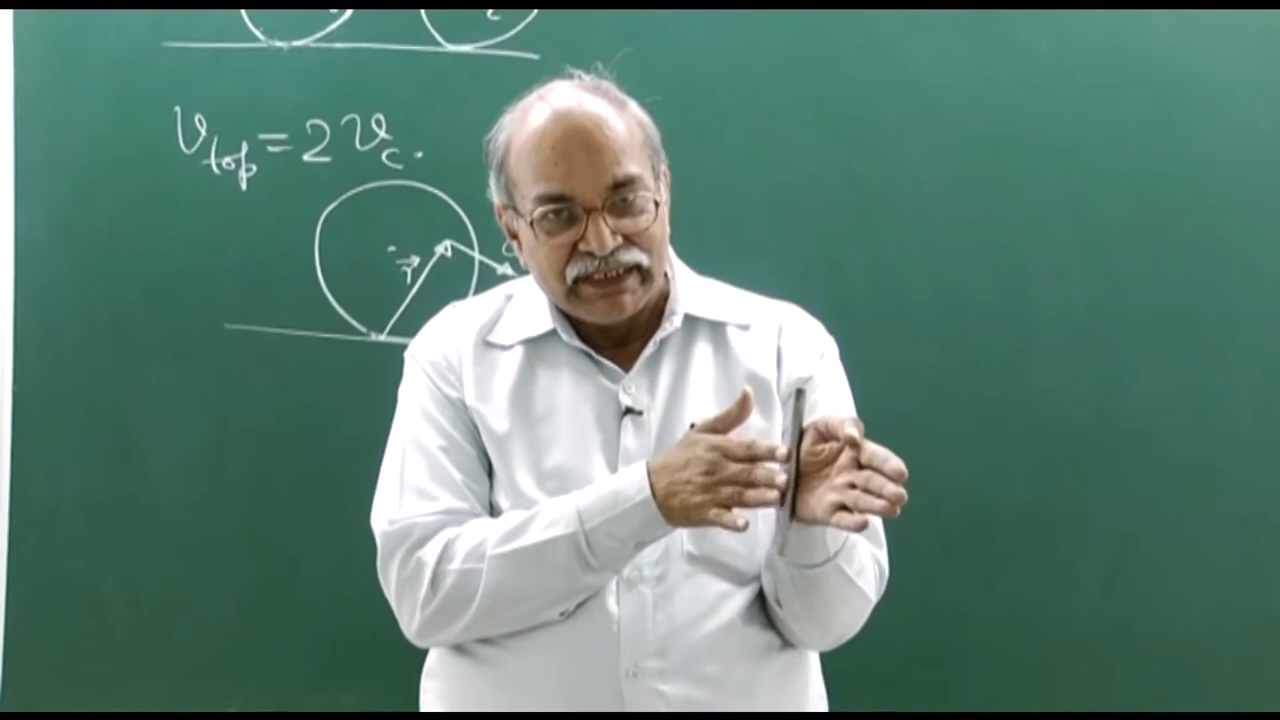 c
V_top = 2 V_c.
r⃗